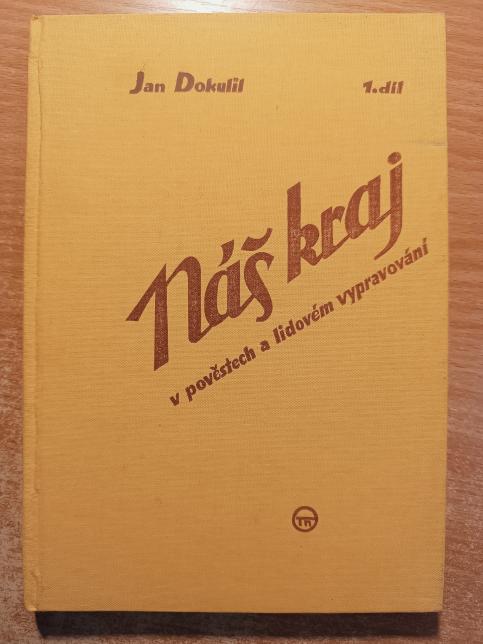 Jan Dokulil 1.díl
Náš kraj
v pověstech a lidovém vypravování